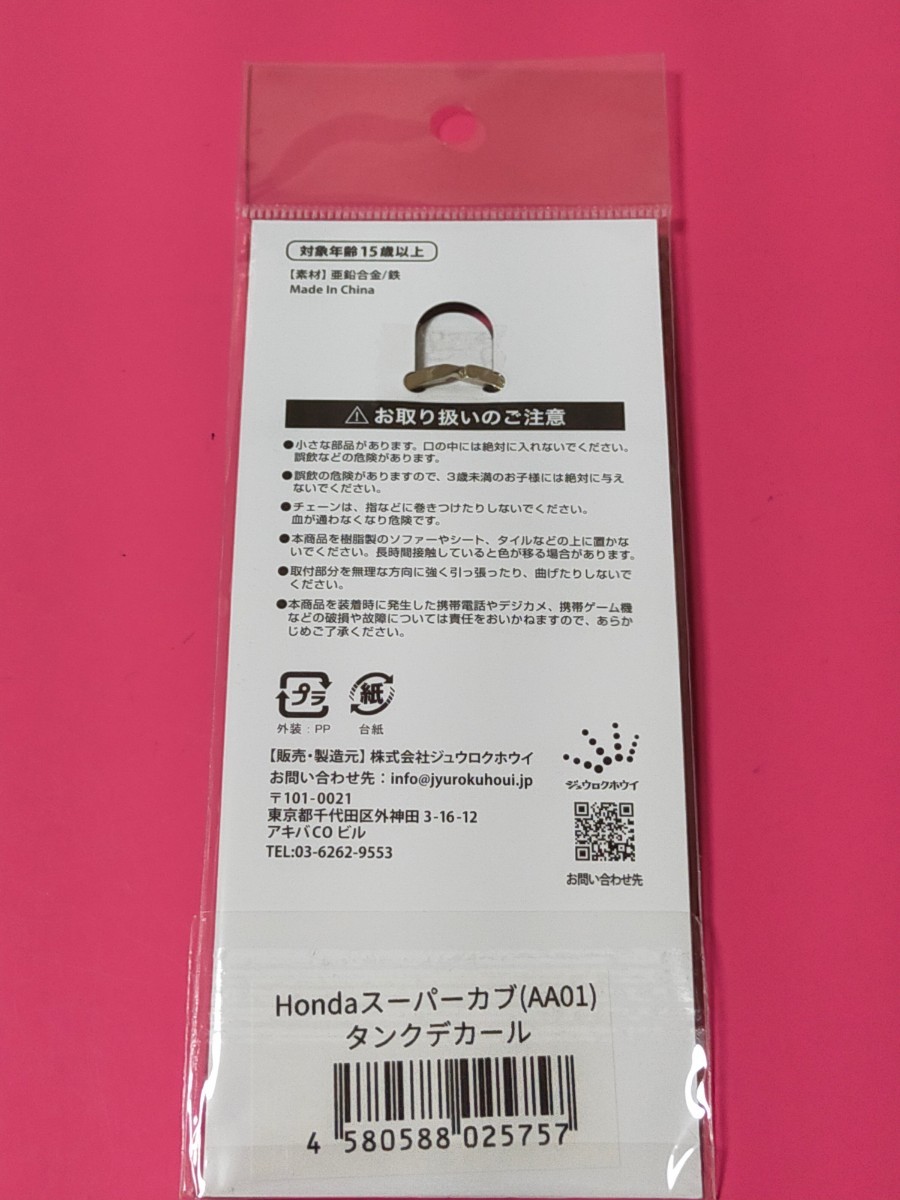 対象年齢15歳以上
【素材】亜鉛合金/鉄
Made In China
⚠お取り扱いのご注意
●小さな部品があります。口の中には絶対に入れないでください。
誤飲などの危険があります。
●誤飲の危険がありますので、3歳未満のお子様には絶対に与え
ないでください。
●チェーンは、指などに巻きつけたりしないでください。
血が通わなくなり危険です。
●本商品を樹脂製のソファーやシート、タイルなどの上に置かな
いでください。長時間接触していると色が移る場合があります。
●取付部分を無理な方向に強く引っ張ったり、曲げたりしないで
ください。
●本商品を装着時に発生した携帯電話やデジカメ、携帯ゲーム機
などの破損や故障については責任をおいかねますので、あらか
じめご了承ください。
プラ 紙
外装:PP 台紙
【販売・製造元】株式会社ジュウロクホウイ
お問い合わせ先:info@jyurokuhoui.jp
〒101-0021
東京都千代田区外神田 3-16-12
アキバCO ビル
TEL:03-6262-9553
ジュウロクホウイ
お問い合わせ先
Hondaスーパーカブ(AA01)
タンクデカール
4 580588 025757